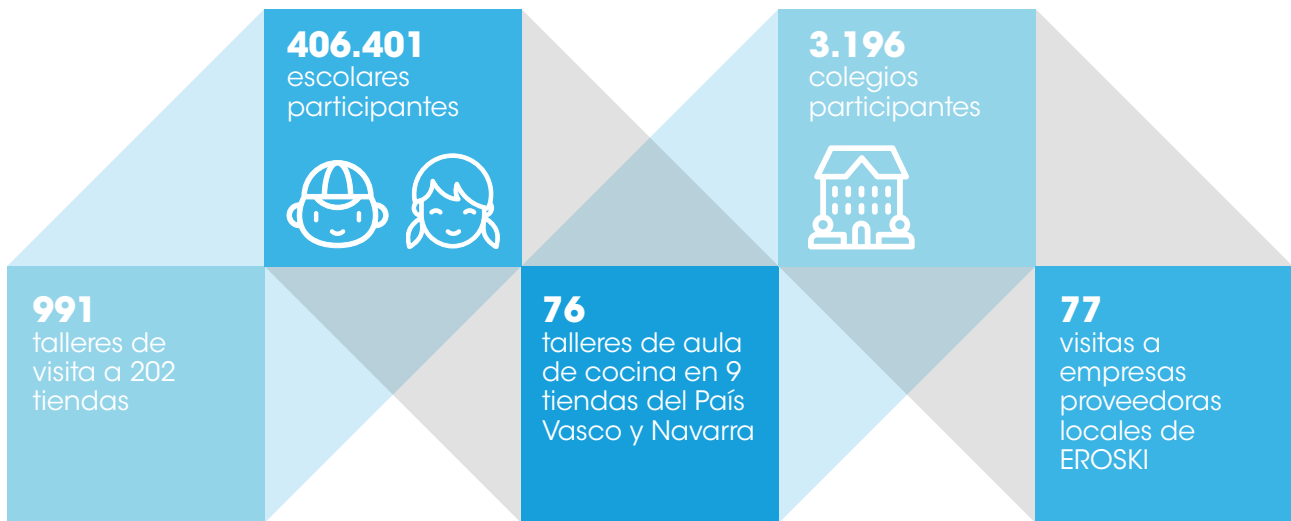 406.401
escolares
participantes
3.196
colegios
participantes
991
talleres de
visita a 202
tiendas
76
talleres de aula
de cocina en 9
tiendas del País
Vasco y Navarra
77
visitas a
empresas
proveedoras
locales de
EROSKI